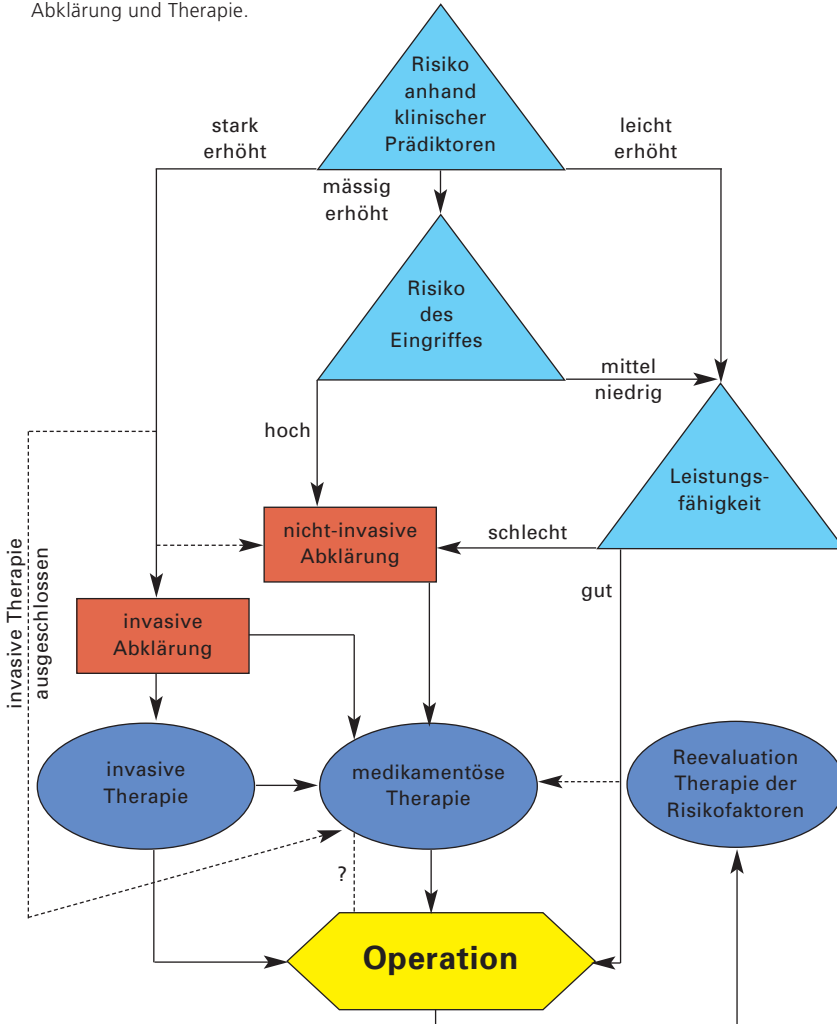 Abklärung und Therapie.
Risiko
anhand
klinischer
Prädiktoren
stark
erhöht
leicht
erhöht
mässig
erhöht
Risiko
des
Eingriffes
mittel
niedrig
hoch
Leistungs-
fähigkeit
nicht-invasive
Abklärung
schlecht
gut
invasive Therapie
ausgeschlossen
invasive
Abklärung
invasive
Therapie
medikamentöse
Therapie
Reevaluation
Therapie der
Risikofaktoren
?
Operation